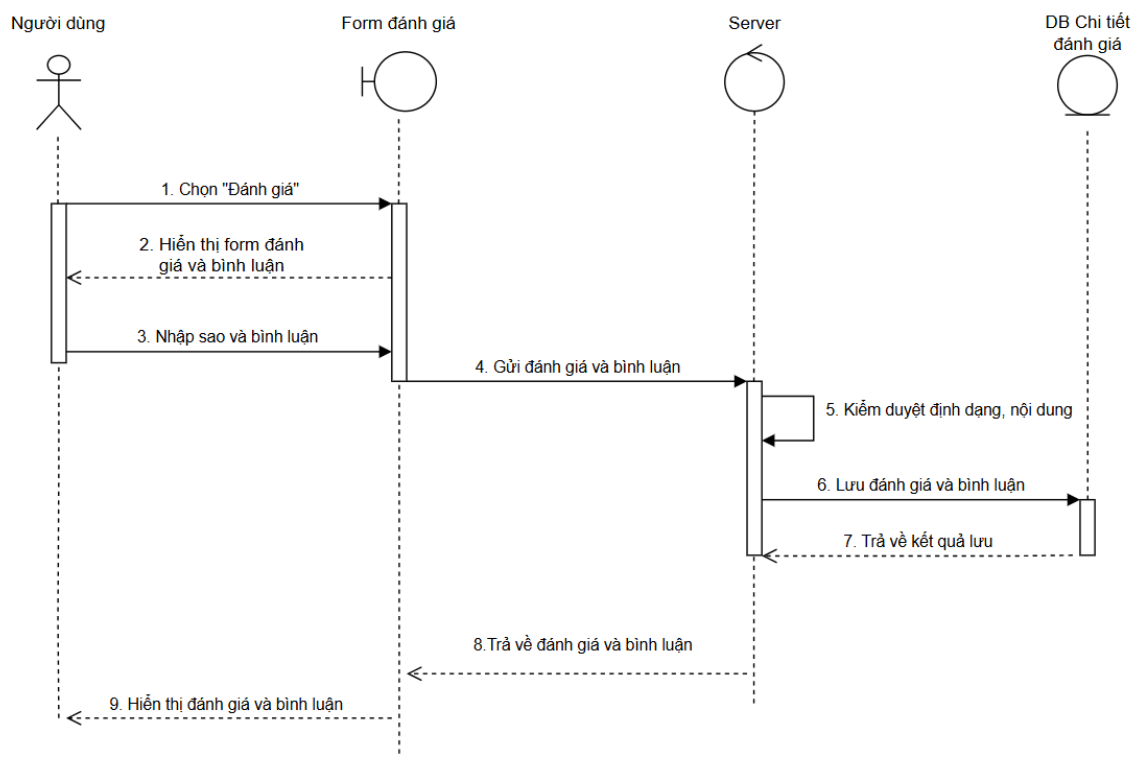 Người dùng
Form đánh giá
Server
DB Chi tiết
đánh giá
1. Chọn "Đánh giá"
2. Hiển thị form đánh
giá và bình luận
3. Nhập sao và bình luận
4. Gửi đánh giá và bình luận
5. Kiểm duyệt định dạng, nội dung
6. Lưu đánh giá và bình luận
7. Trả về kết quả lưu
8.Trả về đánh giá và bình luận
9. Hiển thị đánh giá và bình luận